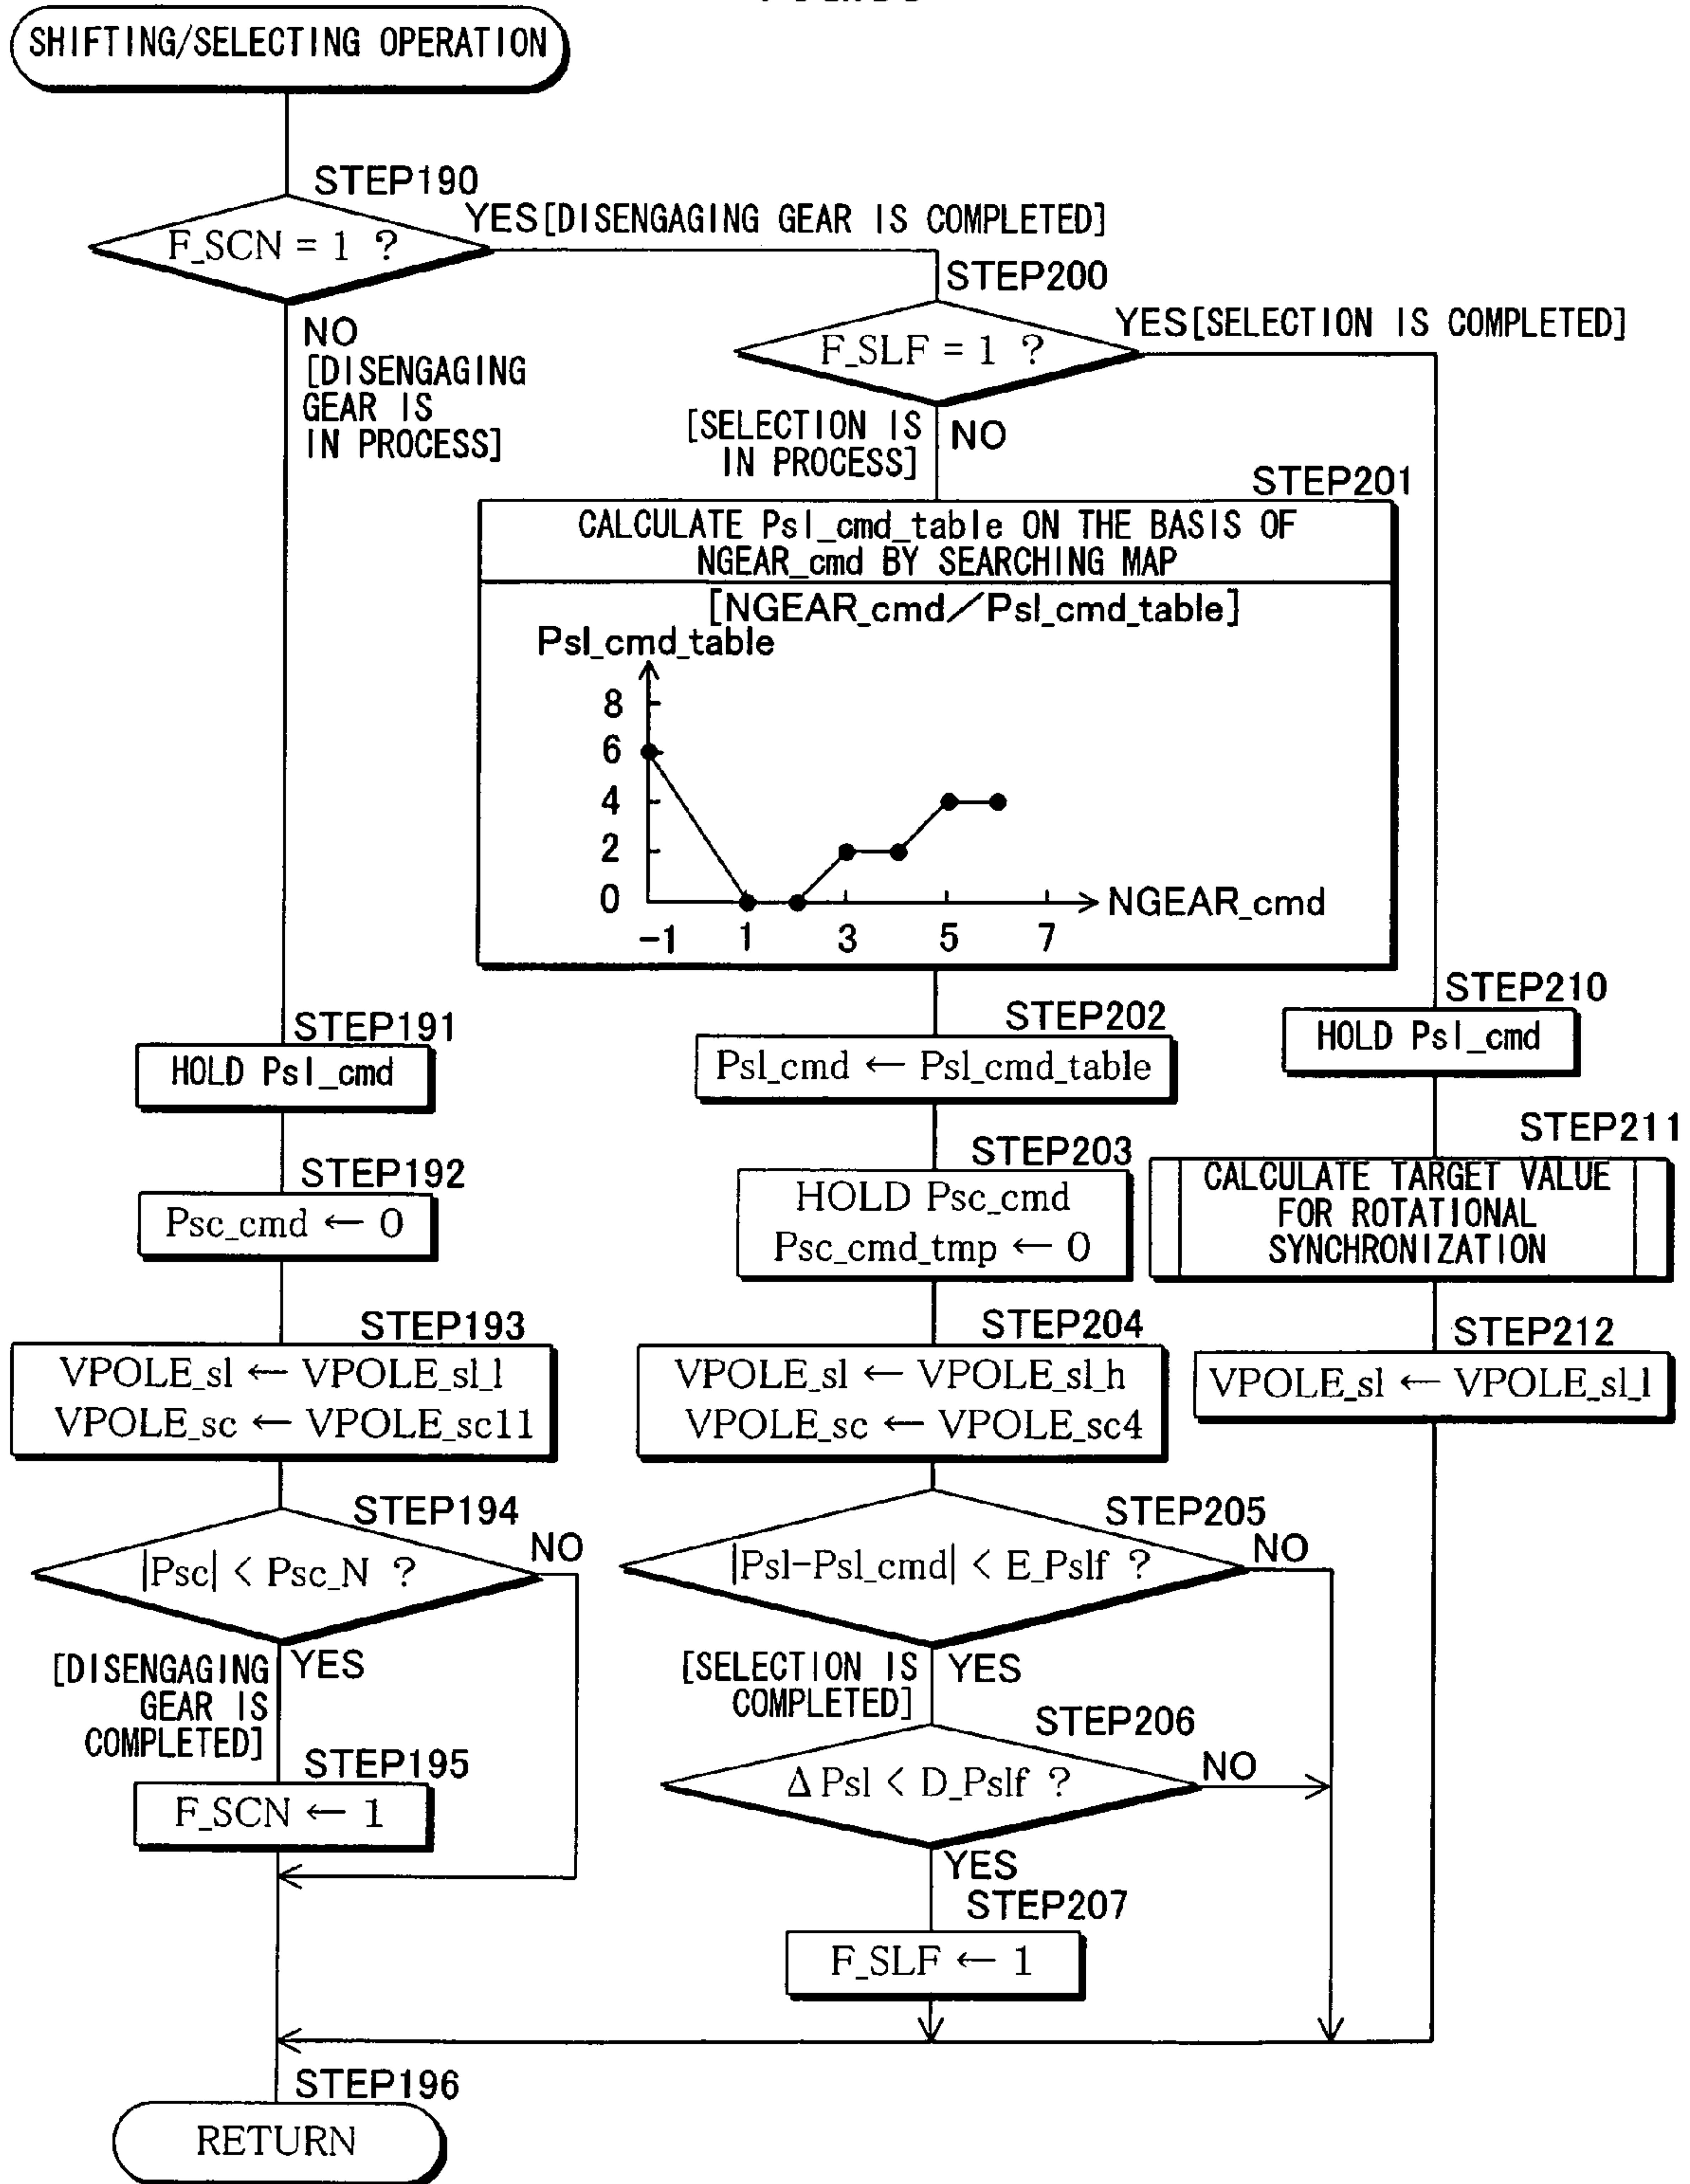 SHIFTING/SELECTING OPERATION
STEP190
F_SCN = 1 ?
YES[DISENGAGING GEAR IS COMPLETED]
NO
[DISENGAGING
GEAR IS
IN PROCESS]
STEP200
F_SLF = 1 ?
YES[SELECTION IS COMPLETED]
[SELECTION IS
IN PROCESS]
NO
STEP201
CALCULATE Psl_cmd_table ON THE BASIS OF
NGEAR_cmd BY SEARCHING MAP
[NGEAR_cmd/Psl_cmd_table]
Psl_cmd_table
8
6
4
2
0
NGEAR_cmd
-1 1 3 5 7
STEP191
HOLD Psl_cmd
STEP192
Psc_cmd ← 0
STEP193
VPOLE_sl ← VPOLE_sl_l
VPOLE_sc ← VPOLE_sc11
STEP194
|Psc| < Psc_N ?
NO
[DISENGAGING
GEAR IS
COMPLETED]
YES
STEP195
F_SCN ← 1
STEP202
Psl_cmd ← Psl_cmd_table
STEP203
HOLD Psc_cmd
Psc_cmd_tmp ← 0
STEP204
VPOLE_sl ← VPOLE_sl_h
VPOLE_sc ← VPOLE_sc4
STEP205
|Psl-Psl_cmd| < E_Pslf ?
NO
[SELECTION IS
COMPLETED]
YES
STEP206
Δ Psl < D_Pslf ?
NO
YES
STEP207
F_SLF ← 1
STEP210
HOLD Psl_cmd
STEP211
CALCULATE TARGET VALUE
FOR ROTATIONAL
SYNCHRONIZATION
STEP212
VPOLE_sl ← VPOLE_sl_l
STEP196
RETURN